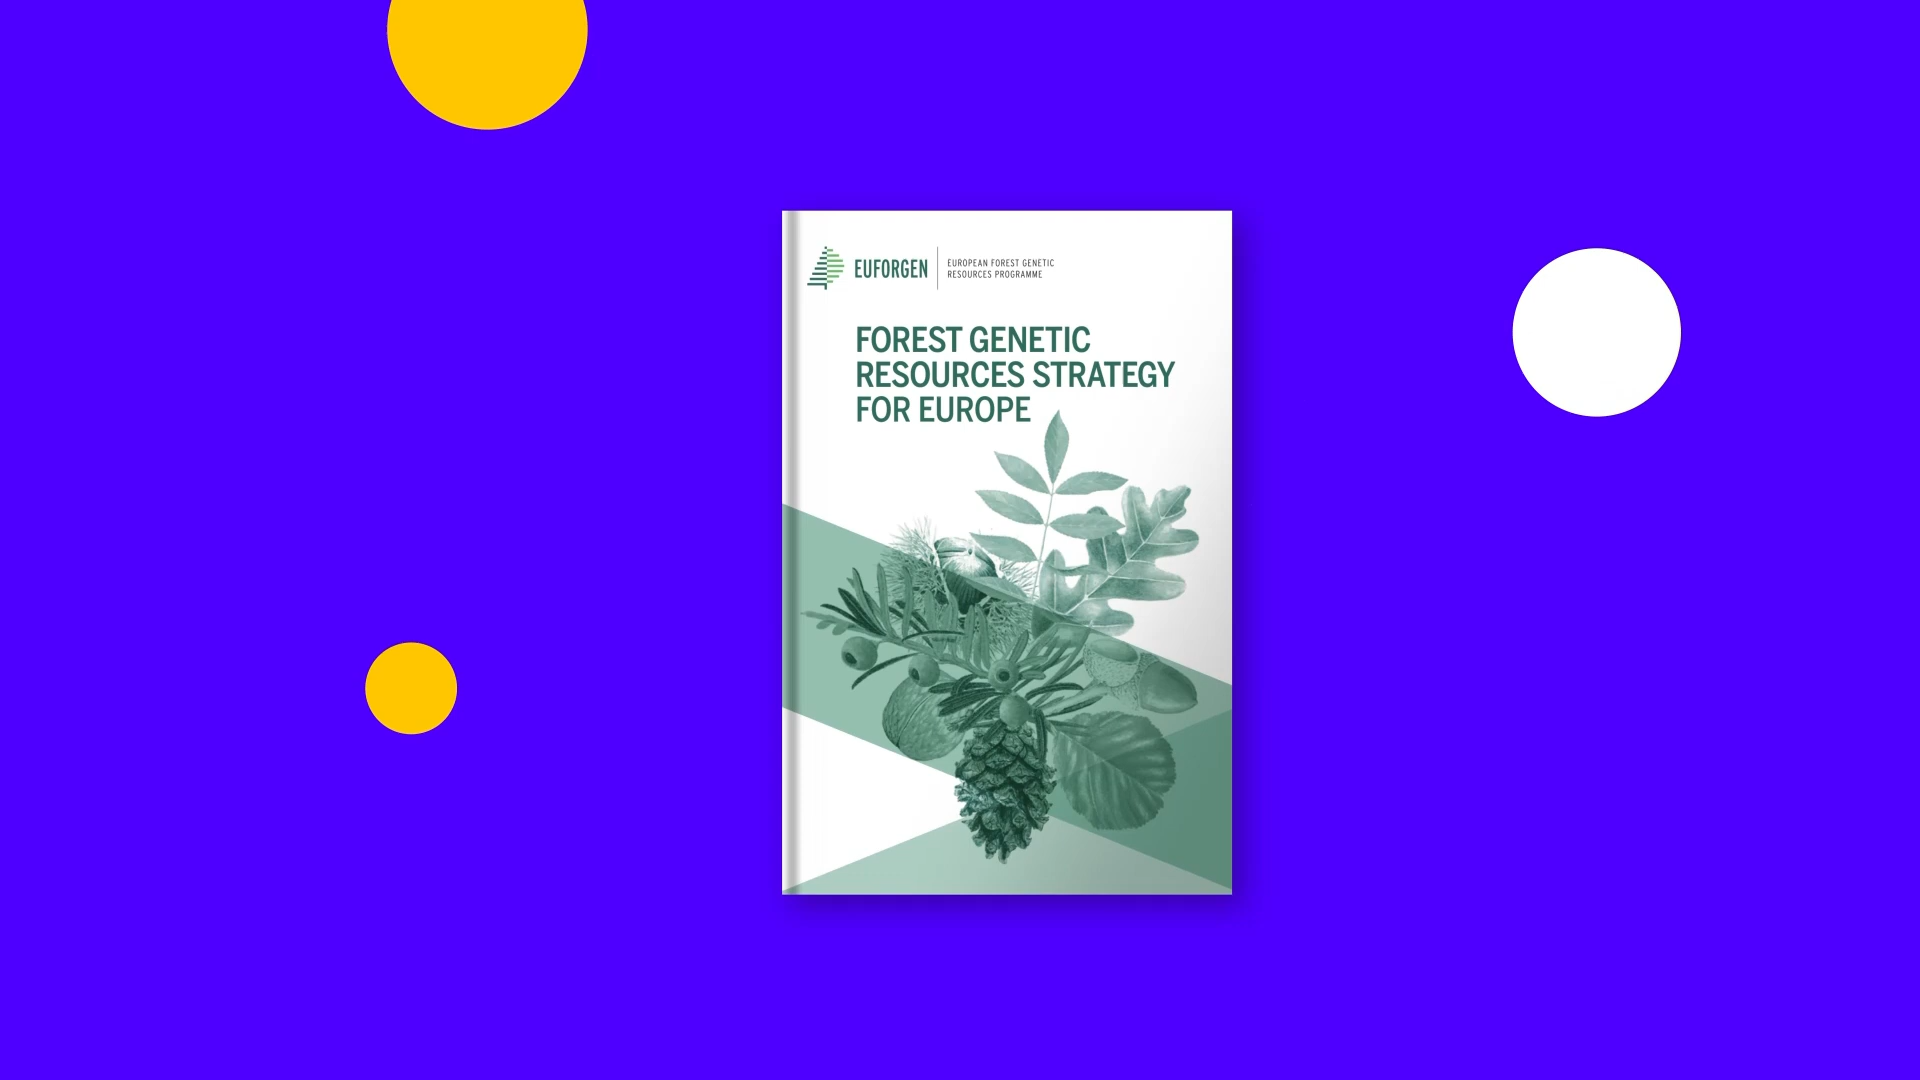 EUFORGEN
EUROPEAN FOREST GENETIC
RESOURCES PROGRAMME
FOREST GENETIC
RESOURCES STRATEGY
FOR EUROPE